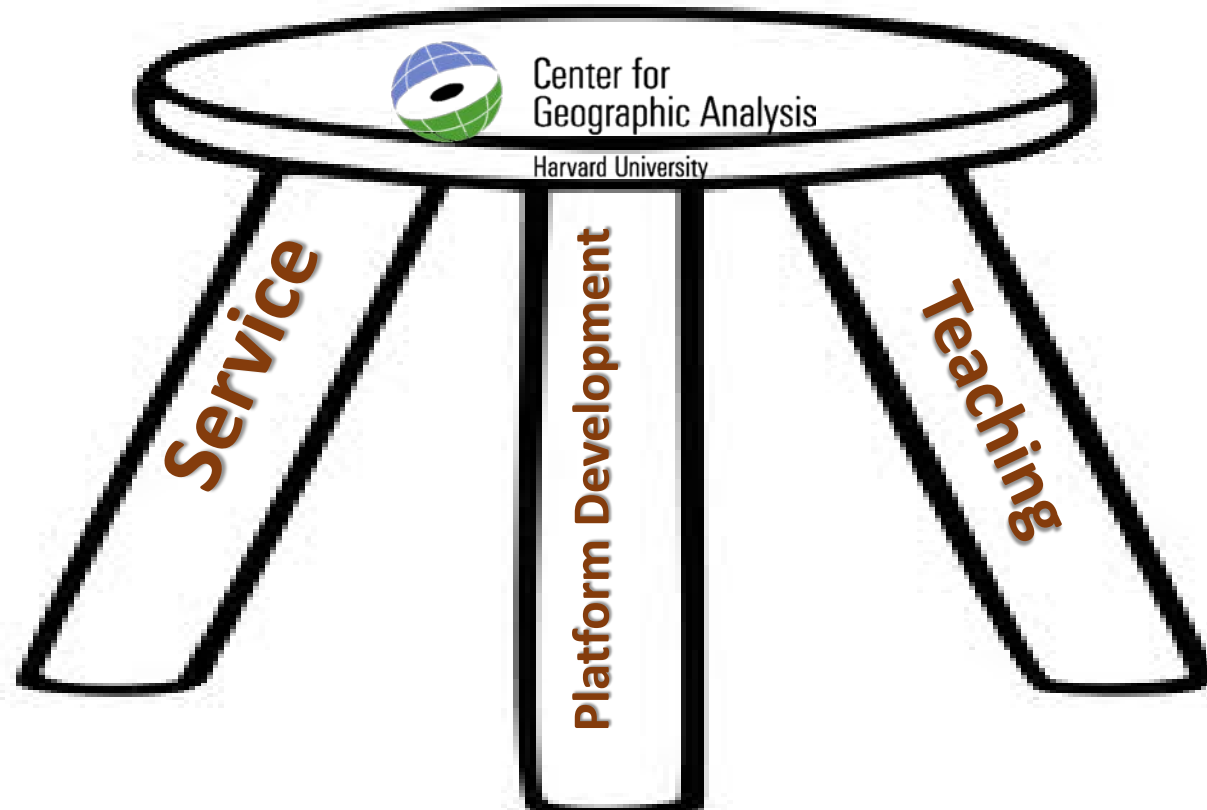 Center for
Geographic Analysis
Harvard University
Service
Platform Development
Teaching